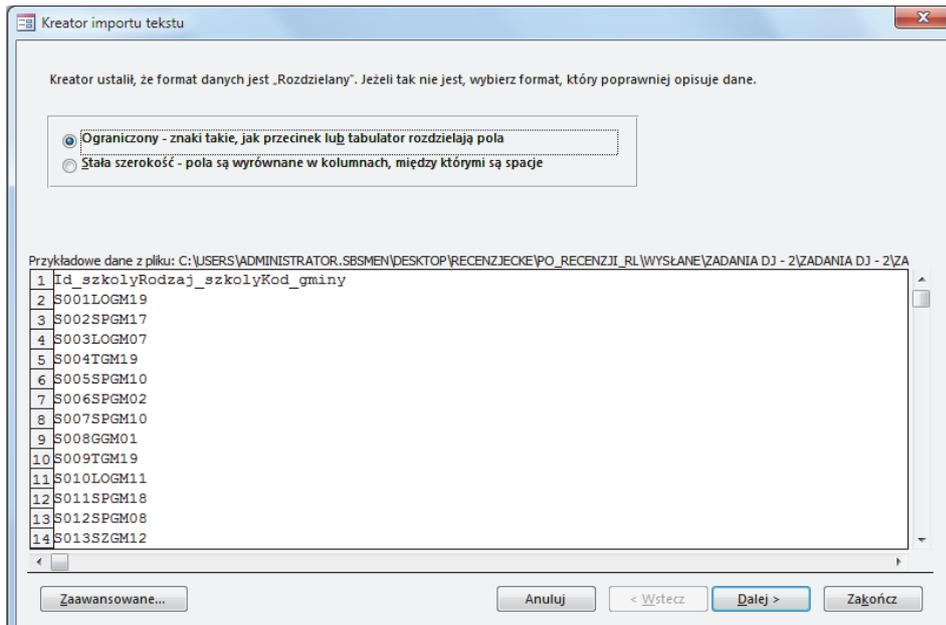 Kreator importu tekstu
Kreator ustalił, że format danych jest „Rozdzielany”. Jeżeli tak nie jest, wybierz format, który poprawniej opisuje dane.
Ograniczony - znaki takie, jak przecinek lub tabulator rozdzielają pola
Stała szerokość - pola są wyrównane w kolumnach, między którymi są spacje
Przykładowe dane z pliku: C:\USERS\ADMINISTRATOR.SBSMEN\DESKTOP\RECENZJECKE\PO_RECENZJI_RL\WYSŁANE\ZADANIA DJ - 2\ZADANIA DJ - 2\ZA
1 Id_szkolyRodzaj_szkolyKod_gminy
2 S001LOGM19
3 S002SPGM17
4 S003LOGM07
5 S004TGM19
6 S005SPGM10
7 S006SPGM02
8 S007SPGM10
9 S008GGM01
10 S009TGM19
11 S010LOGM11
12 S011SPGM18
13 S012SPGM08
14 S013SZGM12
Zaawansowane... Anuluj < Wstecz Dalej > Zakończ